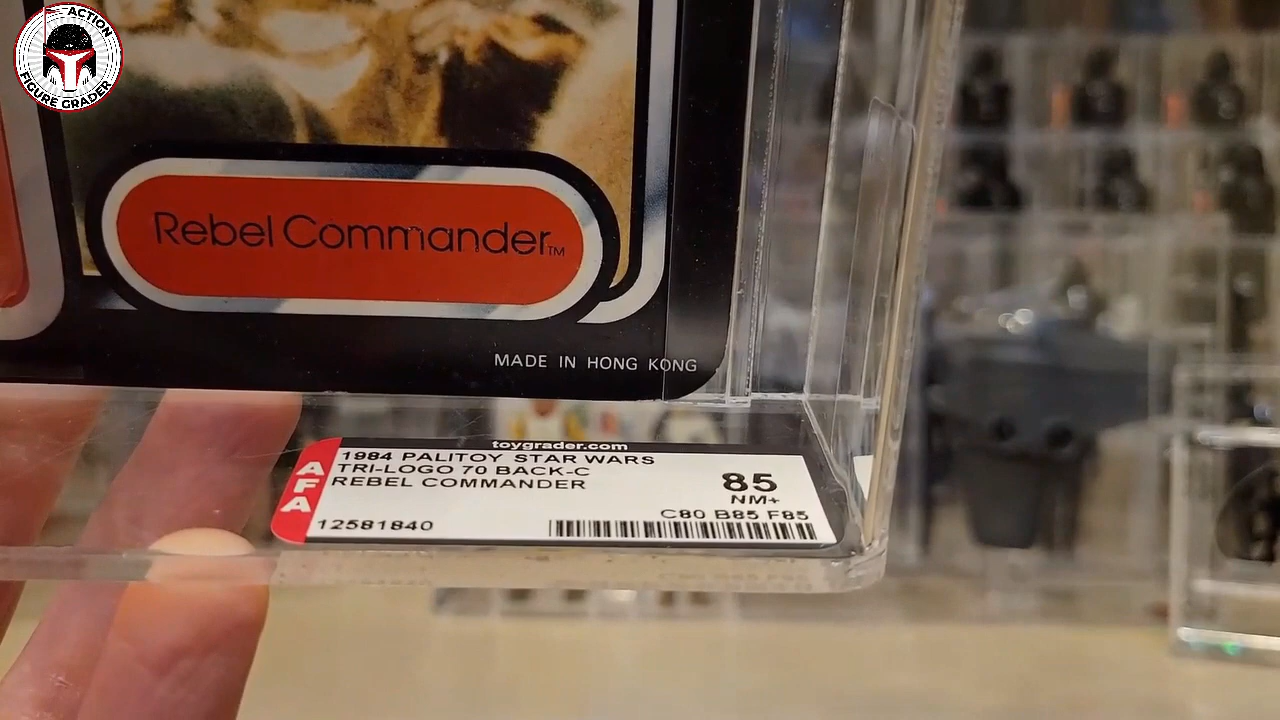 ACTION
FIGURE GRADER
Rebel Commander™
MADE IN HONG KONG
toygrader.com
AFA
1984 PALITOY STAR WARS
TRI-LOGO 70 BACK-C
REBEL COMMANDER
85
NM+
C80 B85 F85
12581840